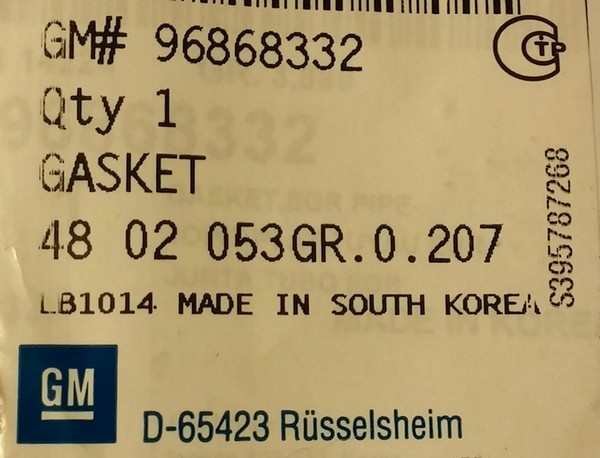 GM# 96868332
Qty 1
GASKET
48 02 053GR.0.207
LB1014 MADE IN SOUTH KOREA
S395787268
GM
D-65423 Rüsselsheim